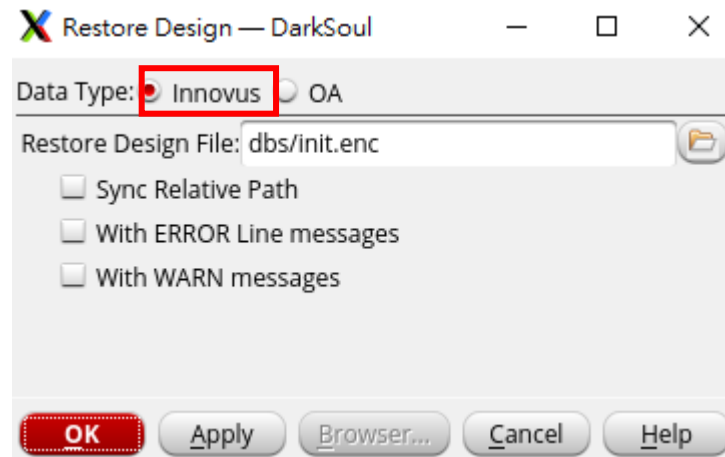 Restore Design — DarkSoul
Data Type: Innovus OA
Restore Design File: dbs/init.enc
Sync Relative Path
With ERROR Line messages
With WARN messages
OK Apply Browser... Cancel Help